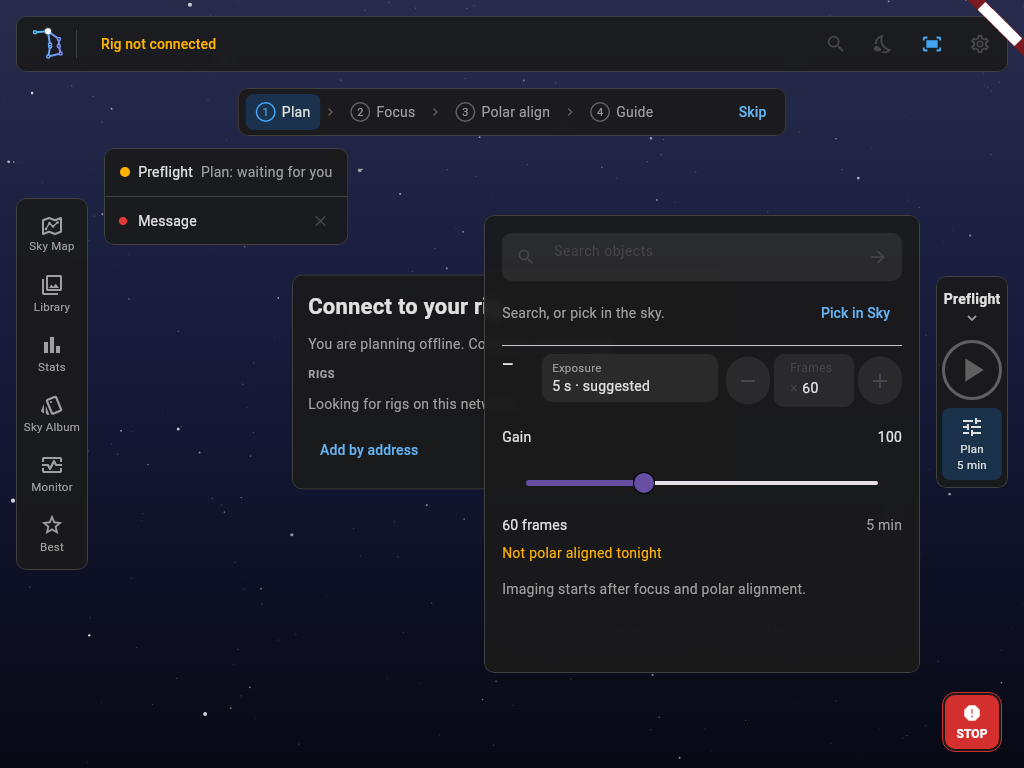 Rig not connected
1 Plan
2 Focus
3 Polar align
4 Guide
Skip
Preflight Plan: waiting for you
Message
Sky Map
Library
Stats
Sky Album
Monitor
Best
Connect to your
You are planning offline.
RIGS
Looking for rigs on this
Add by address
Search objects
Search, or pick in the sky.
Pick in Sky
Exposure
5 s · suggested
Frames
× 60
Gain
100
60 frames
5 min
Not polar aligned tonight
Imaging starts after focus and polar alignment.
Preflight
Plan
5 min
STOP